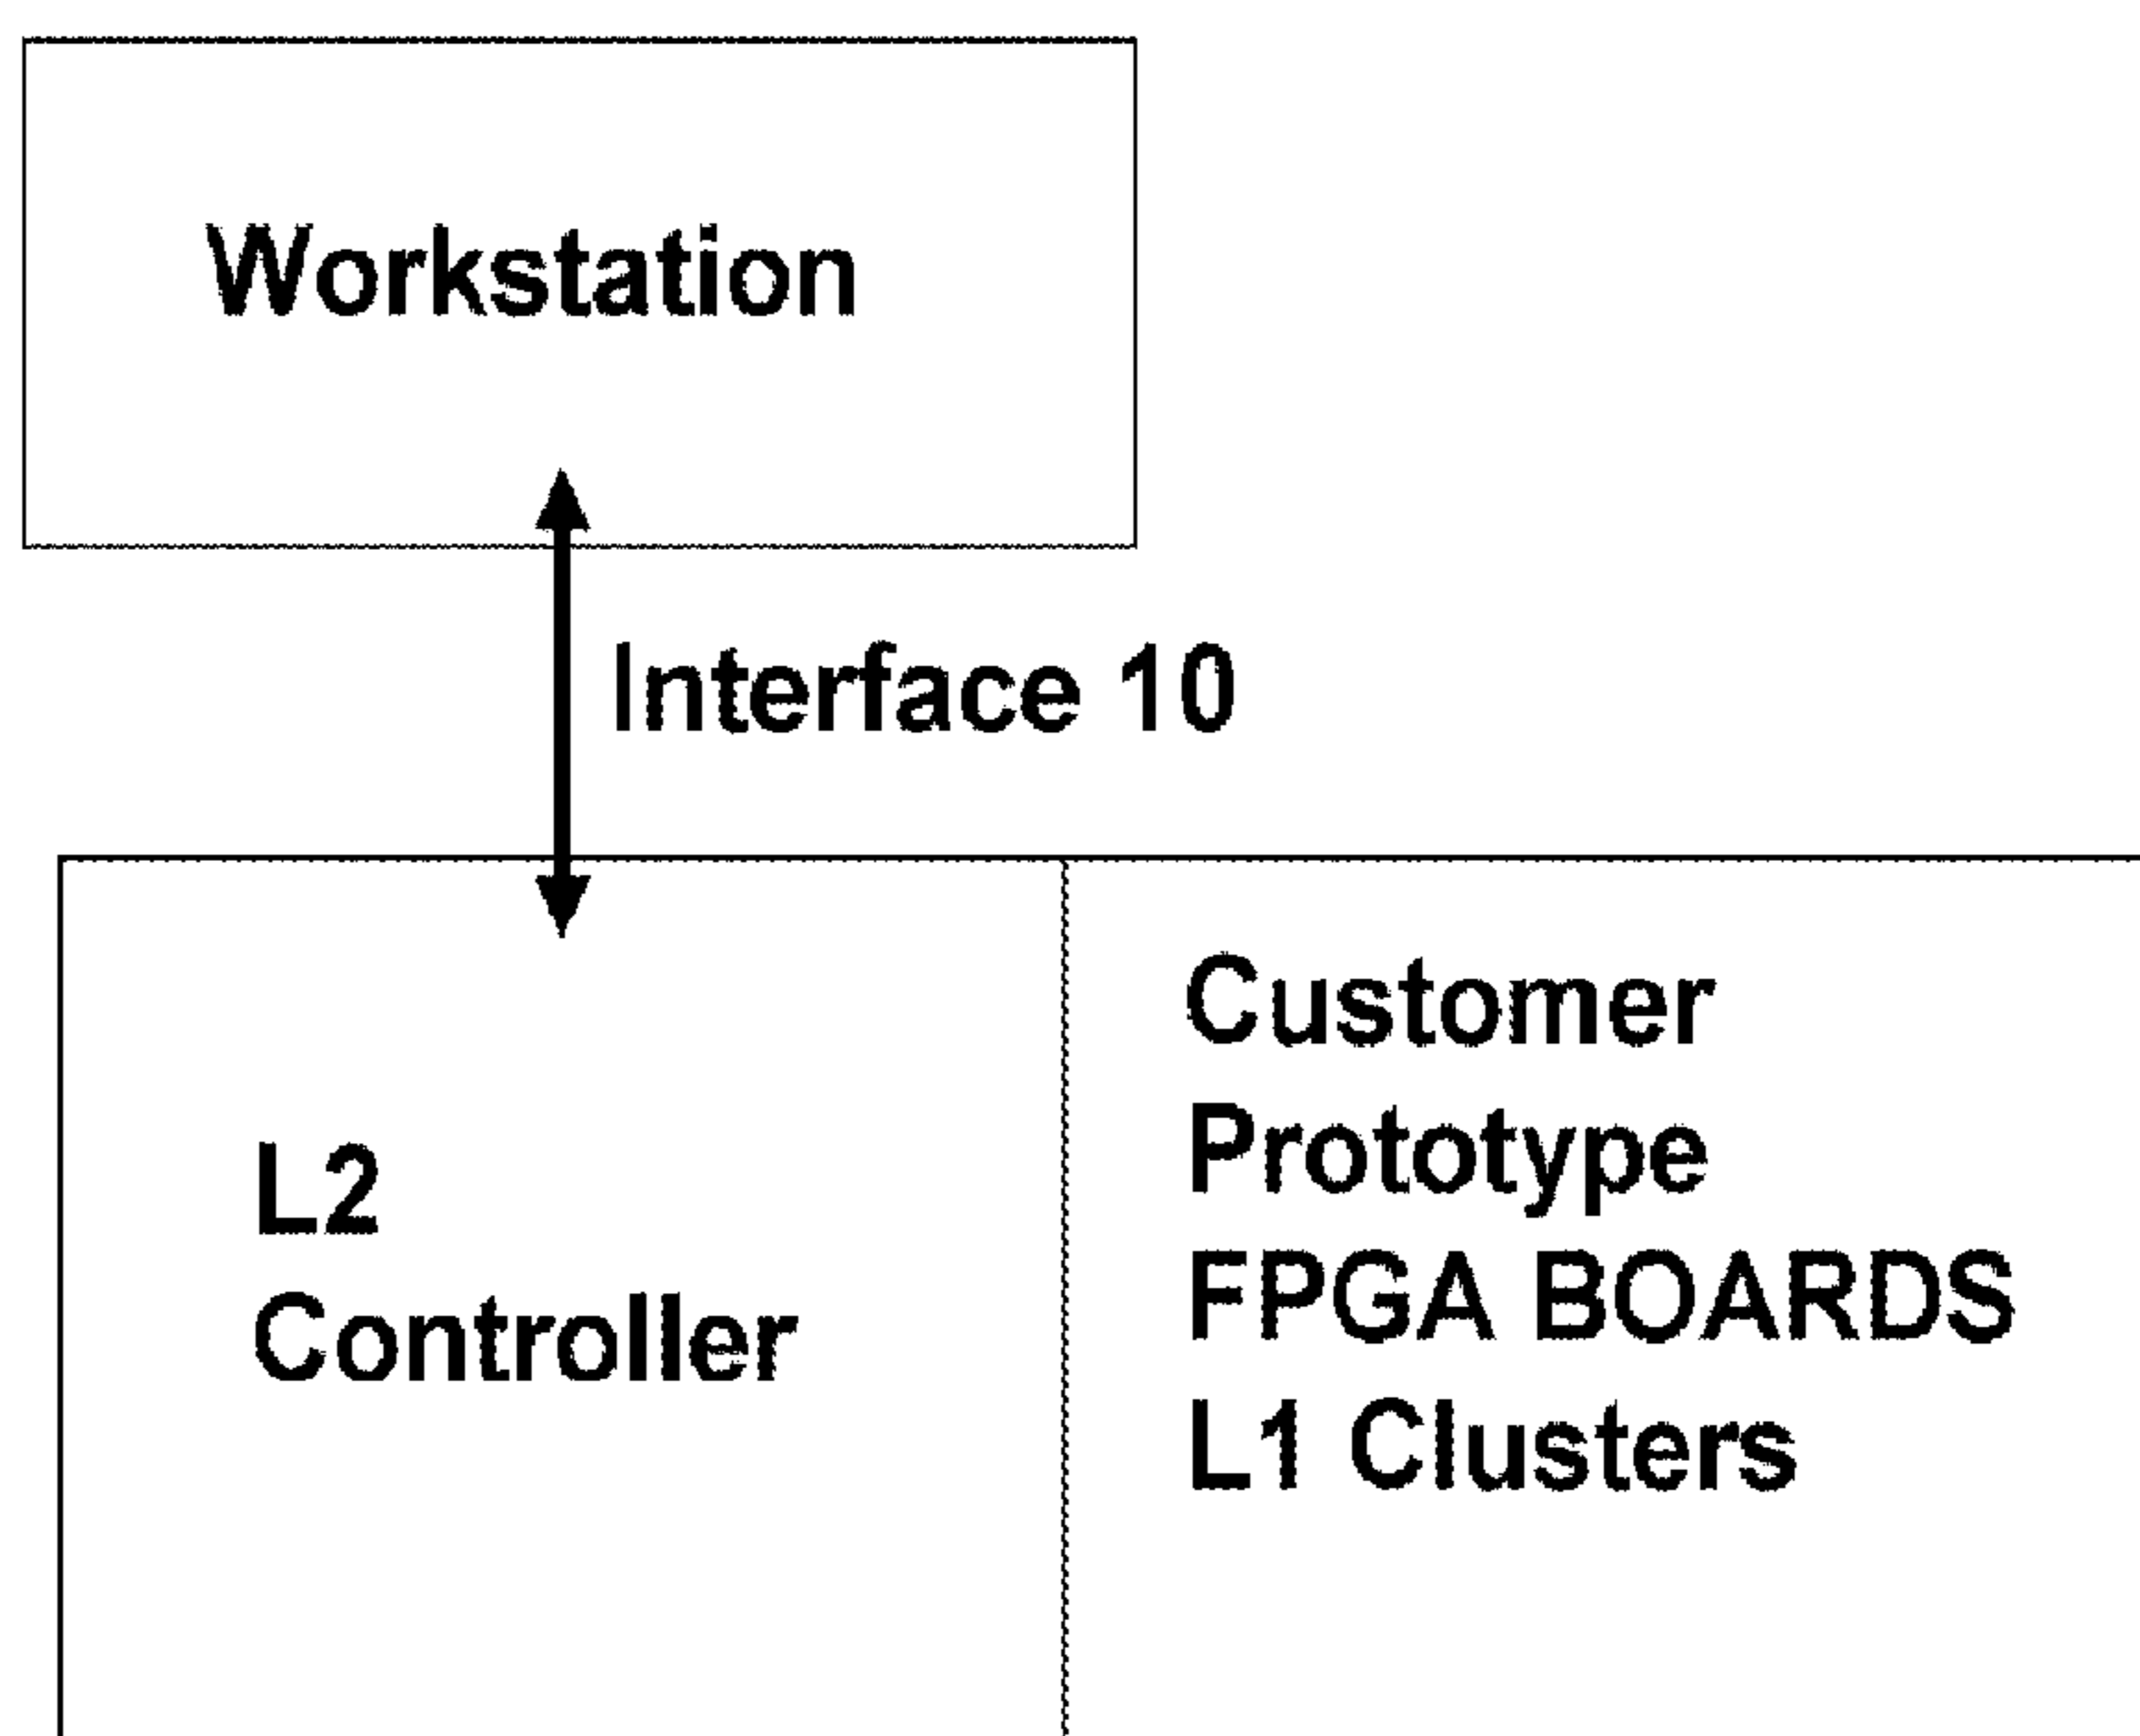 Workstation
Interface 10
L2
Controller
Customer
Prototype
FPGA BOARDS
L1 Clusters